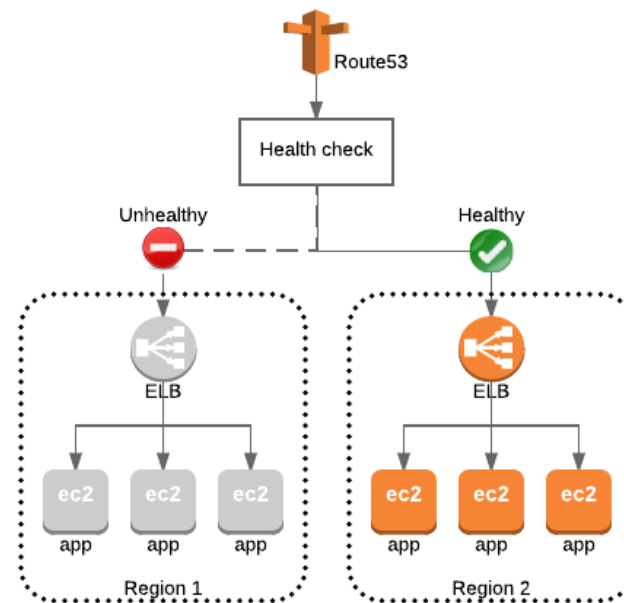 Route53
Health check
Unhealthy
Healthy
ELB
ELB
ec2 ec2 ec2
ec2 ec2 ec2
app app app
app app app
Region 1
Region 2